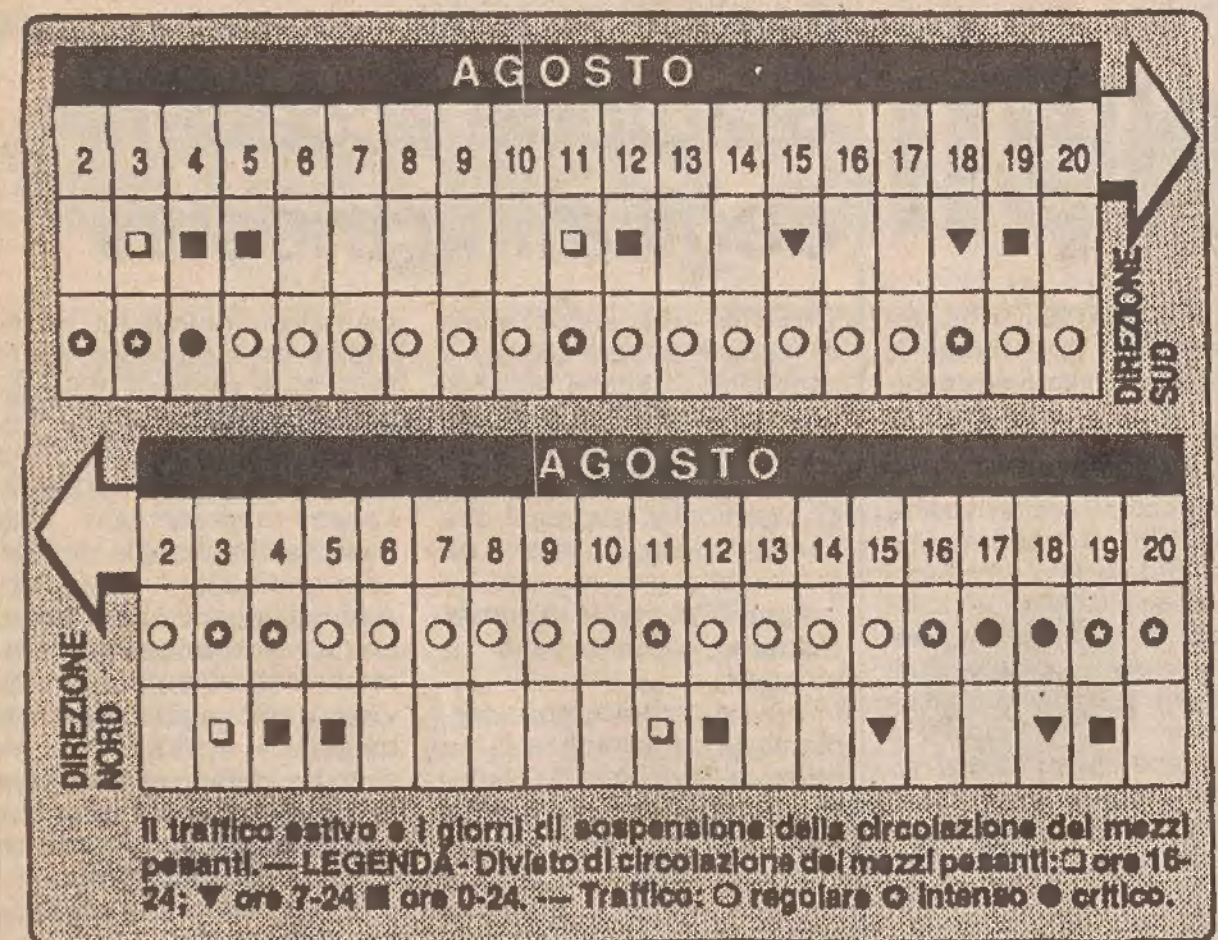 AGOSTO
2 3 4 5 6 7 8 9 10 11 12 13 14 15 16 17 18 19 20
DIREZIONE
SUD
AGOSTO
2 3 4 5 6 7 8 9 10 11 12 13 14 15 16 17 18 19 20
DIREZIONE
NORD
Il traffico estivo e i giorni di sospensione della circolazione dei mezzi
pesanti. — LEGENDA - Divieto di circolazione dei mezzi pesanti: ❏ ore 16-
24; ▼ ore 7-24 ■ ore 0-24. — Traffico: ○ regolare ✪ intenso ● critico.